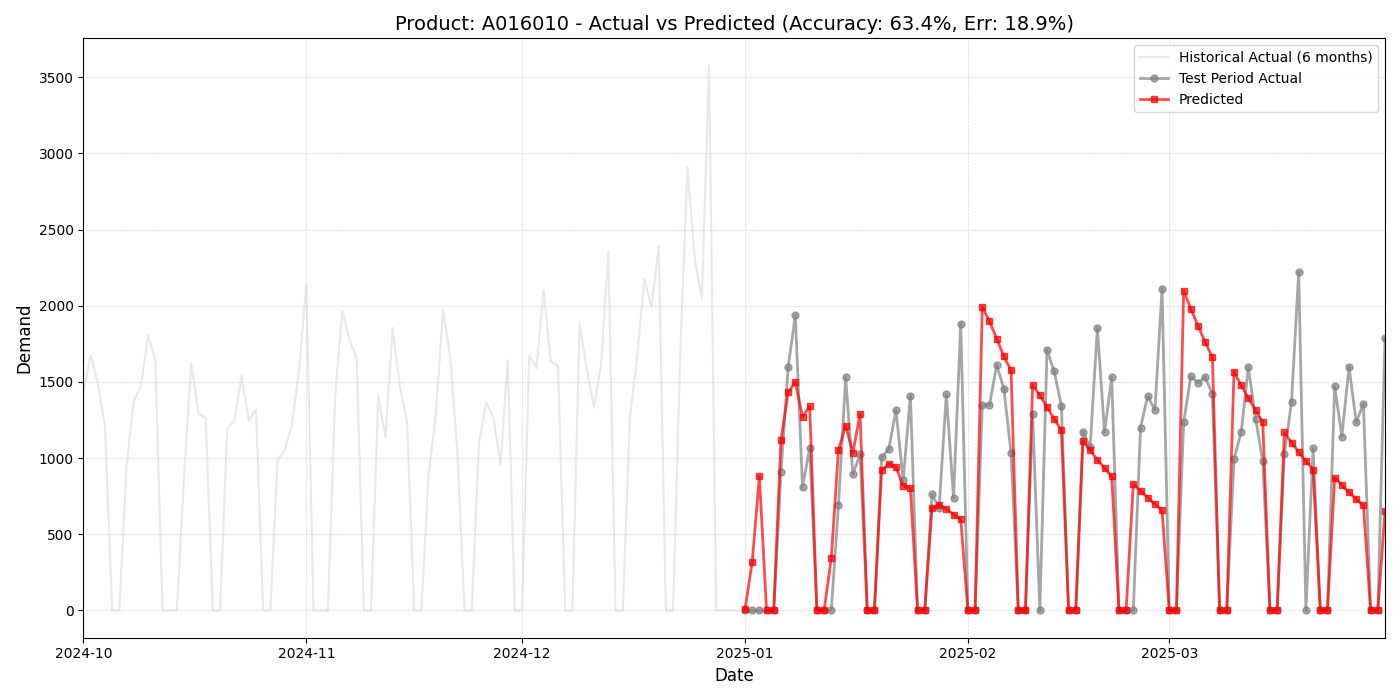 Product: A016010 - Actual vs Predicted (Accuracy: 63.4%, Err: 18.9%)
Historical Actual (6 months)
Test Period Actual
Predicted
Demand
3500
3000
2500
2000
1500
1000
500
0
2024-10
2024-11
2024-12
2025-01
2025-02
2025-03
Date